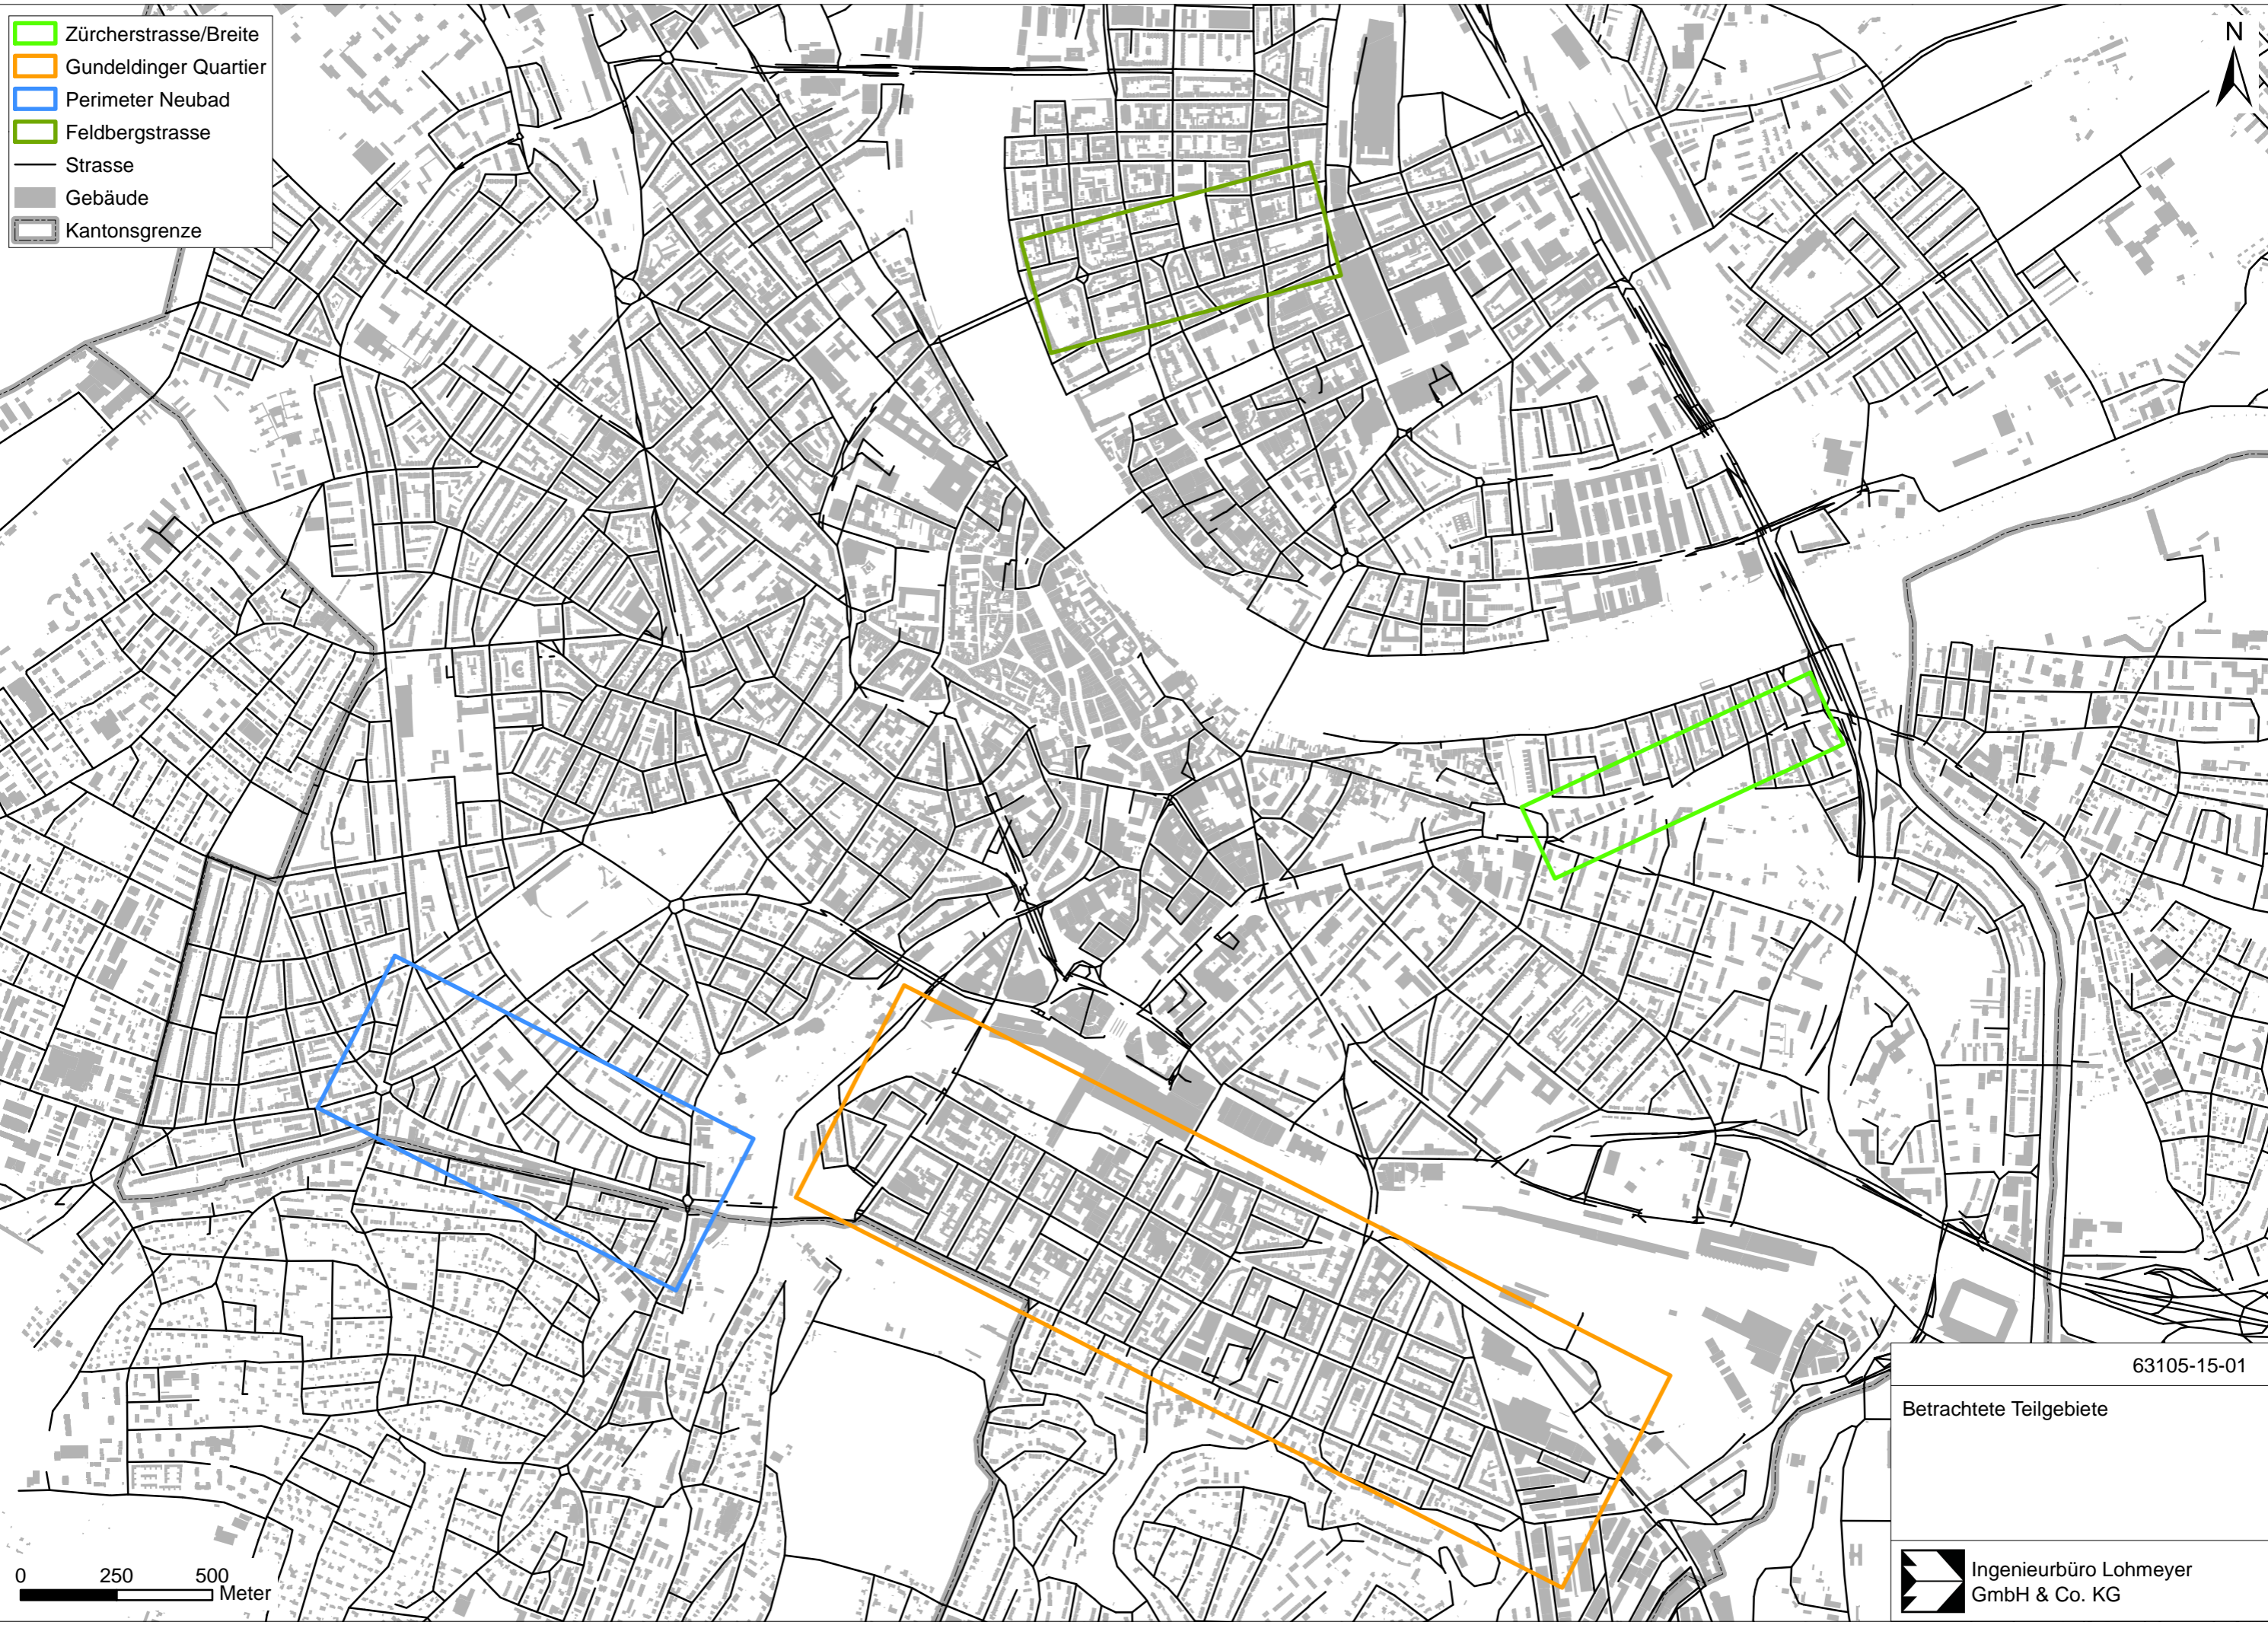 Zürcherstrasse/Breite
Gundeldinger Quartier
Perimeter Neubad
Feldbergstrasse
Strasse
Gebäude
Kantonsgrenze
N
0 250 500
Meter
63105-15-01
Betrachtete Teilgebiete
Ingenieurbüro Lohmeyer
GmbH & Co. KG